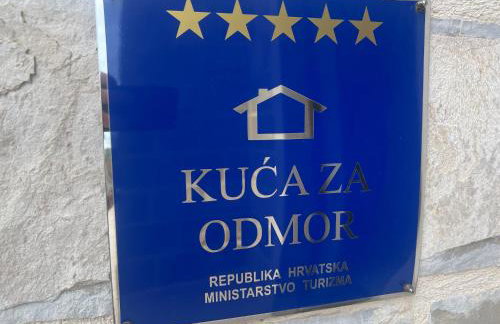 KUĆA ZA
ODMOR
REPUBLIKA HRVATSKA
MINISTARSTVO TURIZMA